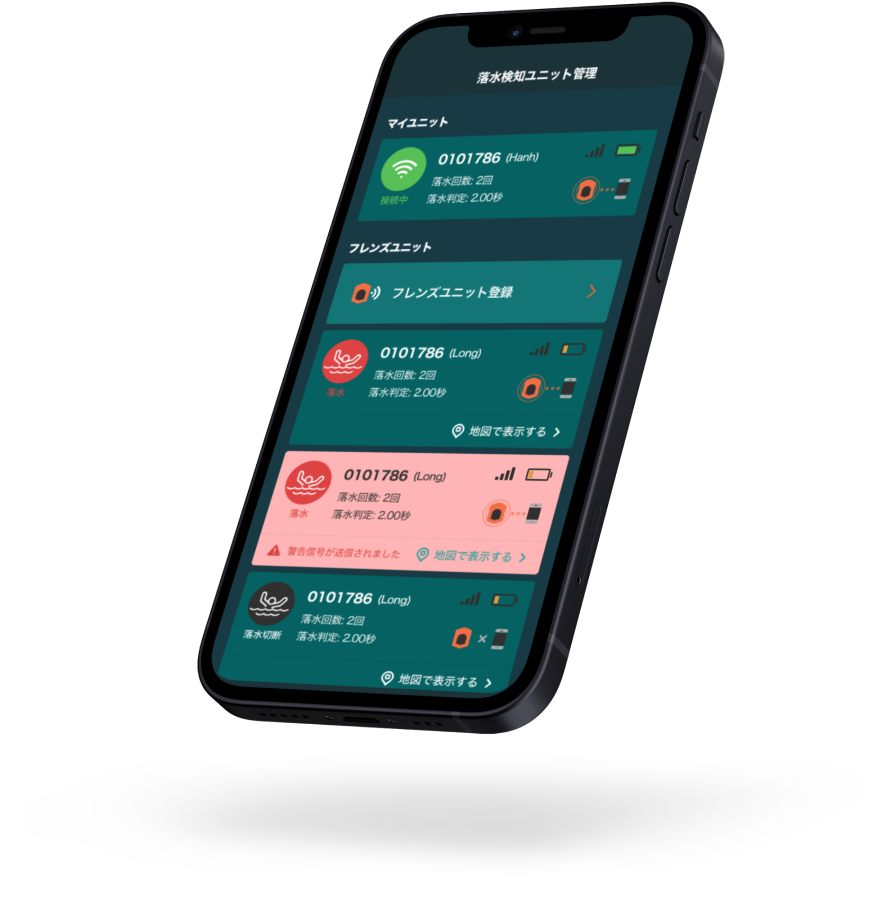 落水検知ユニット管理
マイユニット
0101786 (Hanh)
落水回数: 2回
接続中 落水判定: 2.00秒
フレンズユニット
フレンズユニット登録
0101786 (Long)
落水回数: 2回
落水 落水判定: 2.00秒
地図で表示する
0101786 (Long)
落水回数: 2回
落水 落水判定: 2.00秒
警告信号が送信されました 地図で表示する
0101786 (Long)
落水回数: 2回
落水切断 落水判定: 2.00秒
地図で表示する